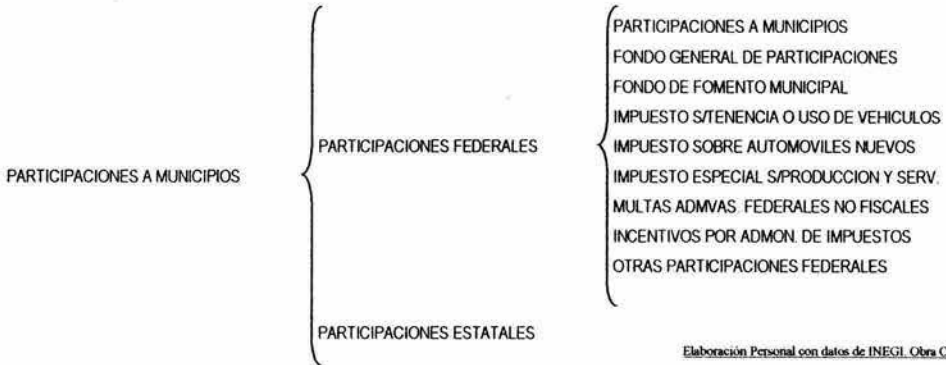 PARTICIPACIONES A MUNICIPIOS
PARTICIPACIONES FEDERALES
PARTICIPACIONES A MUNICIPIOS
FONDO GENERAL DE PARTICIPACIONES
FONDO DE FOMENTO MUNICIPAL
IMPUESTO S/TENENCIA O USO DE VEHICULOS
IMPUESTO SOBRE AUTOMOVILES NUEVOS
IMPUESTO ESPECIAL S/PRODUCCION Y SERV.
MULTAS ADMVAS. FEDERALES NO FISCALES
INCENTIVOS POR ADMON. DE IMPUESTOS
OTRAS PARTICIPACIONES FEDERALES
PARTICIPACIONES ESTATALES
Elaboración Personal con datos de INEGI. Obra